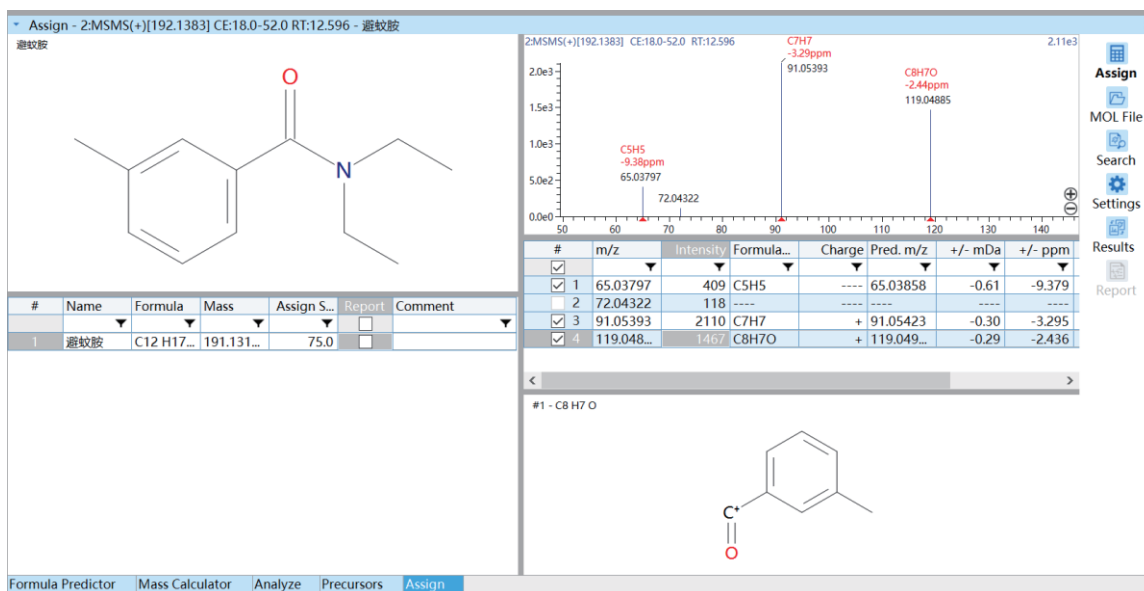 Assign - 2:MSMS(+)[192.1383] CE:18.0-52.0 RT:12.596 - 避蚊胺
避蚊胺
O
N
# Name Formula Mass Assign S... Report Comment
1 避蚊胺 C12 H17... 191.131... 75.0
2:MSMS(+)[192.1383] CE:18.0-52.0 RT:12.596 2.11e3
C7H7
-3.29ppm
91.05393
C8H7O
-2.44ppm
119.04885
C5H5
-9.38ppm
65.03797
72.04322
2.0e3
1.5e3
1.0e3
5.0e2
0.0e0
50 60 70 80 90 100 110 120 130 140
# m/z Intensity Formula... Charge Pred. m/z +/- mDa +/- ppm
1 65.03797 409 C5H5 ---- 65.03858 -0.61 -9.379
2 72.04322 118 ---- ---- ---- ---- ----
3 91.05393 2110 C7H7 + 91.05423 -0.30 -3.295
4 119.048... 1467 C8H7O + 119.049... -0.29 -2.436
#1 - C8 H7 O
C+
O
Assign
MOL File
Search
Settings
Results
Report
Formula Predictor Mass Calculator Analyze Precursors Assign